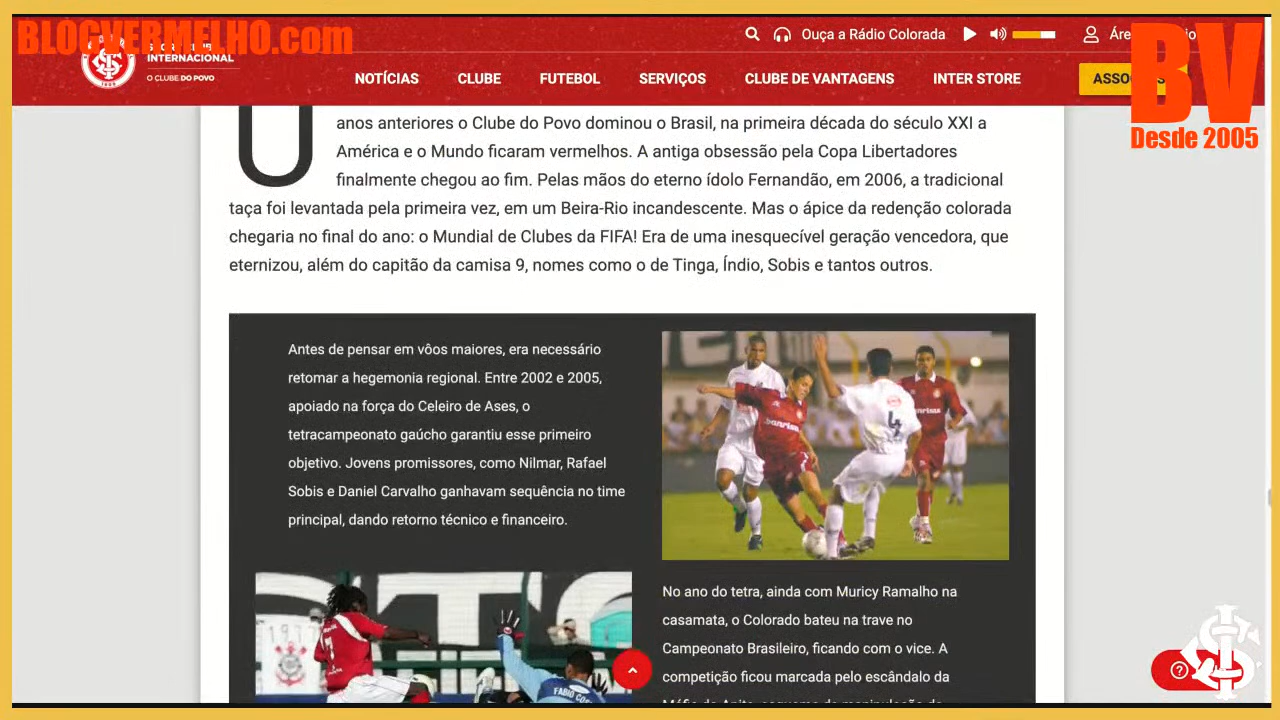 BLOGVERMELHO.com
INTERNACIONAL
O CLUBE DO POVO
Ouça a Rádio Colorada
BV
Desde 2005
NOTÍCIAS CLUBE FUTEBOL SERVIÇOS CLUBE DE VANTAGENS INTER STORE
anos anteriores o Clube do Povo dominou o Brasil, na primeira década do século XXI a
América e o Mundo ficaram vermelhos. A antiga obsessão pela Copa Libertadores
finalmente chegou ao fim. Pelas mãos do eterno ídolo Fernandão, em 2006, a tradicional
taça foi levantada pela primeira vez, em um Beira-Rio incandescente. Mas o ápice da redenção colorada
chegaria no final do ano: o Mundial de Clubes da FIFA! Era de uma inesquecível geração vencedora, que
eternizou, além do capitão da camisa 9, nomes como o de Tinga, Índio, Sobis e tantos outros.
Antes de pensar em vôos maiores, era necessário
retomar a hegemonia regional. Entre 2002 e 2005,
apoiado na força do Celeiro de Ases, o
tetracampeonato gaúcho garantiu esse primeiro
objetivo. Jovens promissores, como Nilmar, Rafael
Sobis e Daniel Carvalho ganhavam sequência no time
principal, dando retorno técnico e financeiro.
banrisul
4
No ano do tetra, ainda com Muricy Ramalho na
casamata, o Colorado bateu na trave no
Campeonato Brasileiro, ficando com o vice. A
competição ficou marcada pelo escândalo da
FABIO